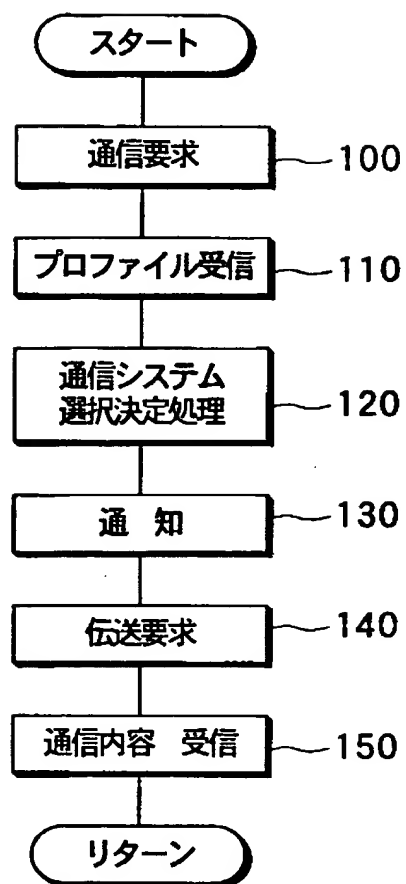 スタート
通信要求
100
プロファイル受信
110
通信システム
選択決定処理
120
通 知
130
伝送要求
140
通信内容 受信
150
リターン